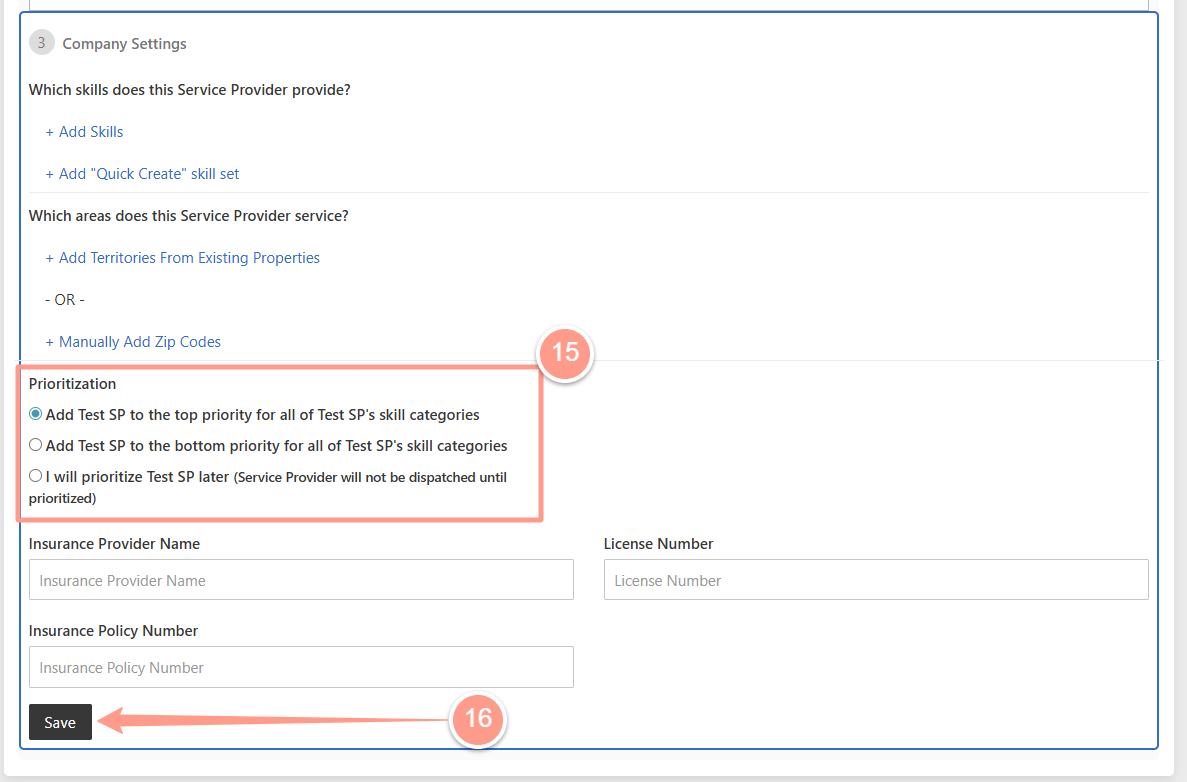 3 Company Settings
Which skills does this Service Provider provide?
+ Add Skills
+ Add "Quick Create" skill set
Which areas does this Service Provider service?
+ Add Territories From Existing Properties
- OR -
+ Manually Add Zip Codes
15
Prioritization
Add Test SP to the top priority for all of Test SP's skill categories
Add Test SP to the bottom priority for all of Test SP's skill categories
I will prioritize Test SP later (Service Provider will not be dispatched until
prioritized)
Insurance Provider Name
License Number
Insurance Provider Name
License Number
Insurance Policy Number
Insurance Policy Number
Save
16